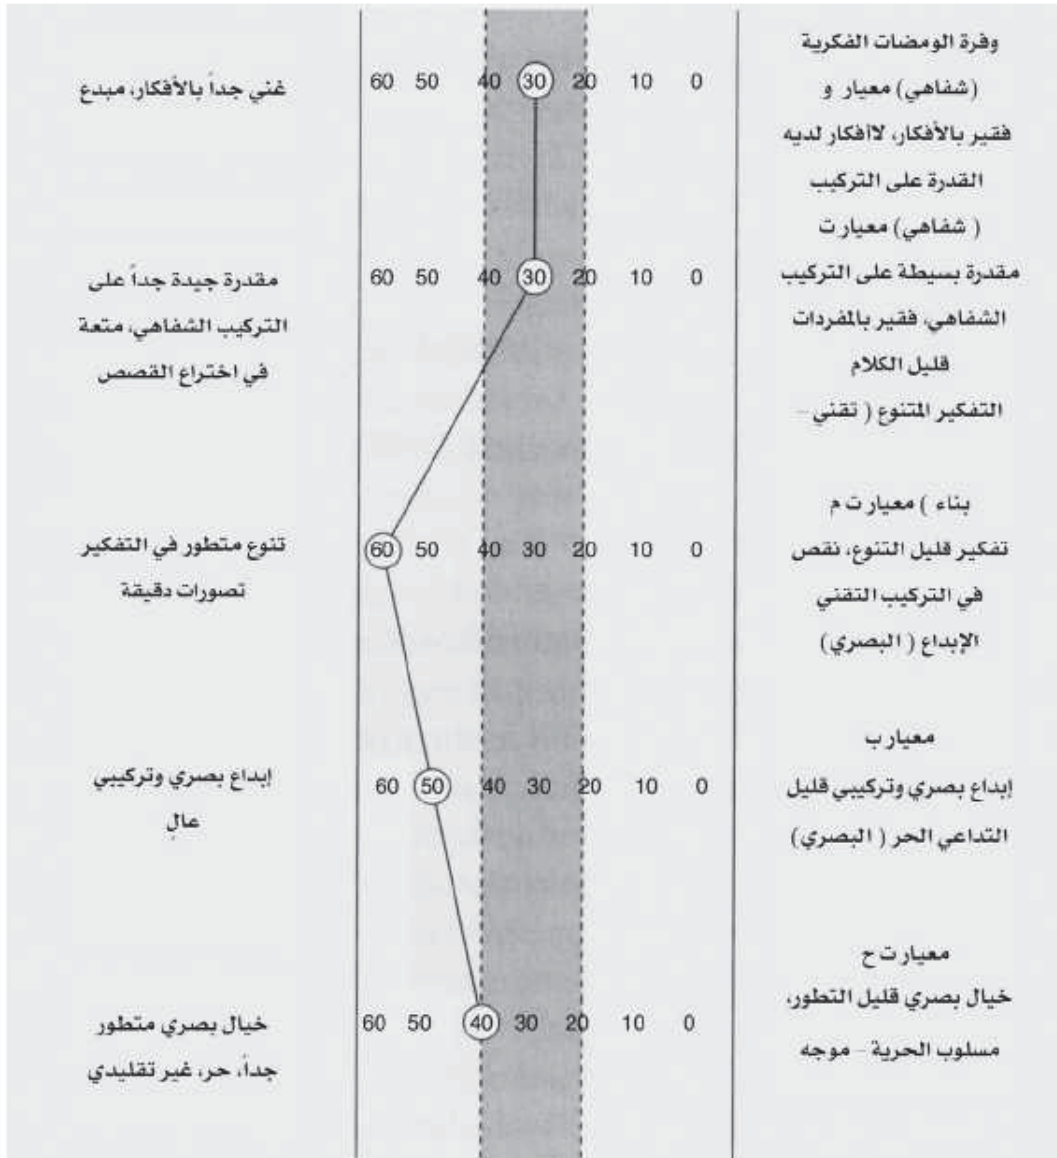 وفرة الومضات الفكرية
(شفاهي) معيار و
فقير بالأفكار، لاأفكار لديه
0 10 20 30 40 50 60
غني جداً بالأفكار، مبدع
القدرة على التركيب
( شفاهي) معيار ت
مقدرة بسيطة على التركيب
الشفاهي، فقير بالمفردات
قليل الكلام
0 10 20 30 40 50 60
مقدرة جيدة جداً على
التركيب الشفاهي، متعة
في اختراع القصص
التفكير المتنوع ( تقني –
بناء ) معيار ت م
تفكير قليل التنوع، نقص
في التركيب التقني
0 10 20 30 40 50 60
تنوع متطور في التفكير
تصورات دقيقة
الإبداع ( البصري)
معيار ب
إبداع بصري وتركيبي قليل
0 10 20 30 40 50 60
إبداع بصري وتركيبي
عالٍ
التداعي الحر ( البصري)
معيار ت ح
خيال بصري قليل التطور،
مسلوب الحرية – موجه
0 10 20 30 40 50 60
خيال بصري متطور
جداً، حر، غير تقليدي